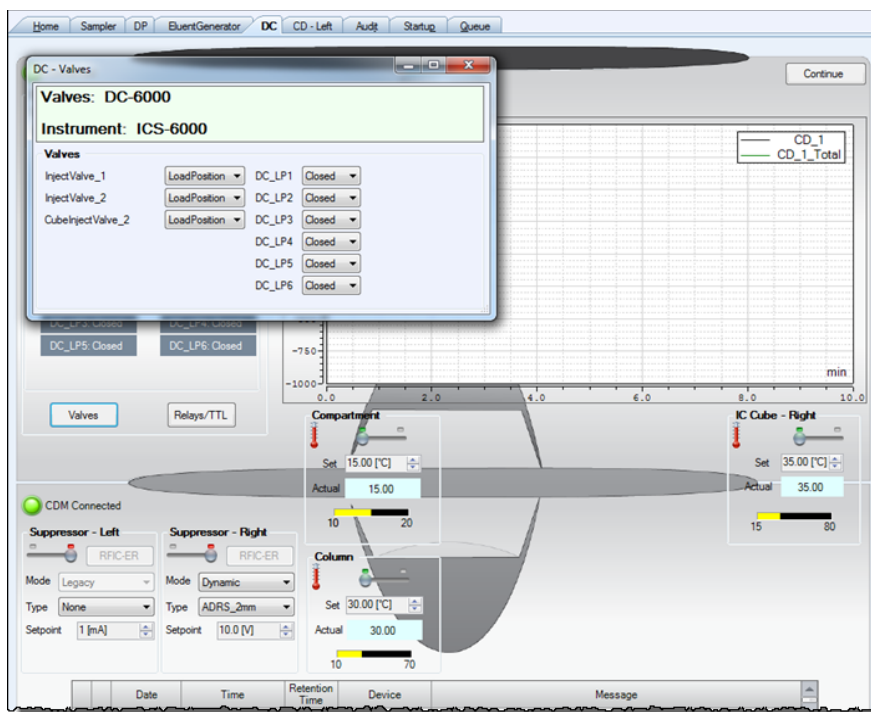 Home Sampler DP EluentGenerator DC CD - Left Audit Startup Queue
DC - Valves
Continue
Valves: DC-6000
Instrument: ICS-6000
Valves
InjectValve_1 LoadPosition DC_LP1 Closed
InjectValve_2 LoadPosition DC_LP2 Closed
CubeInjectValve_2 LoadPosition DC_LP3 Closed
DC_LP4 Closed
DC_LP5 Closed
DC_LP6 Closed
CD_1
CD_1_Total
DC_LP3: Closed DC_LP4: Closed
DC_LP5: Closed DC_LP6: Closed
-750
-1000
min
0.0 2.0 4.0 6.0 8.0 10.0
Valves Relays/TTL
Compartment
Set 15.00 [°C]
Actual 15.00
10 20
IC Cube - Right
Set 35.00 [°C]
Actual 35.00
15 80
CDM Connected
Suppressor - Left
RFIC-ER
Mode Legacy
Type None
Setpoint 1 [mA]
Suppressor - Right
RFIC-ER
Mode Dynamic
Type ADRS_2mm
Setpoint 10.0 [V]
Column
Set 30.00 [°C]
Actual 30.00
10 70
Date Time Retention Time Device Message